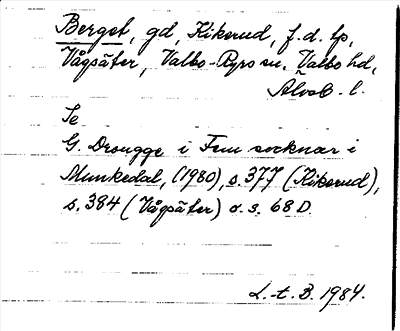 Berget, gd, Kikerud, f.d. tp,
Vågsäter, Valbo-Ryrs sn, Valbo hd,
Älvsb. l.
Se
G. Drougge i Fem socknar i
Munkedal, (1980), s. 377 (Kikerud),
s. 384 (Vågsäter) o. s. 68 D.
L.-t. B. 1984.